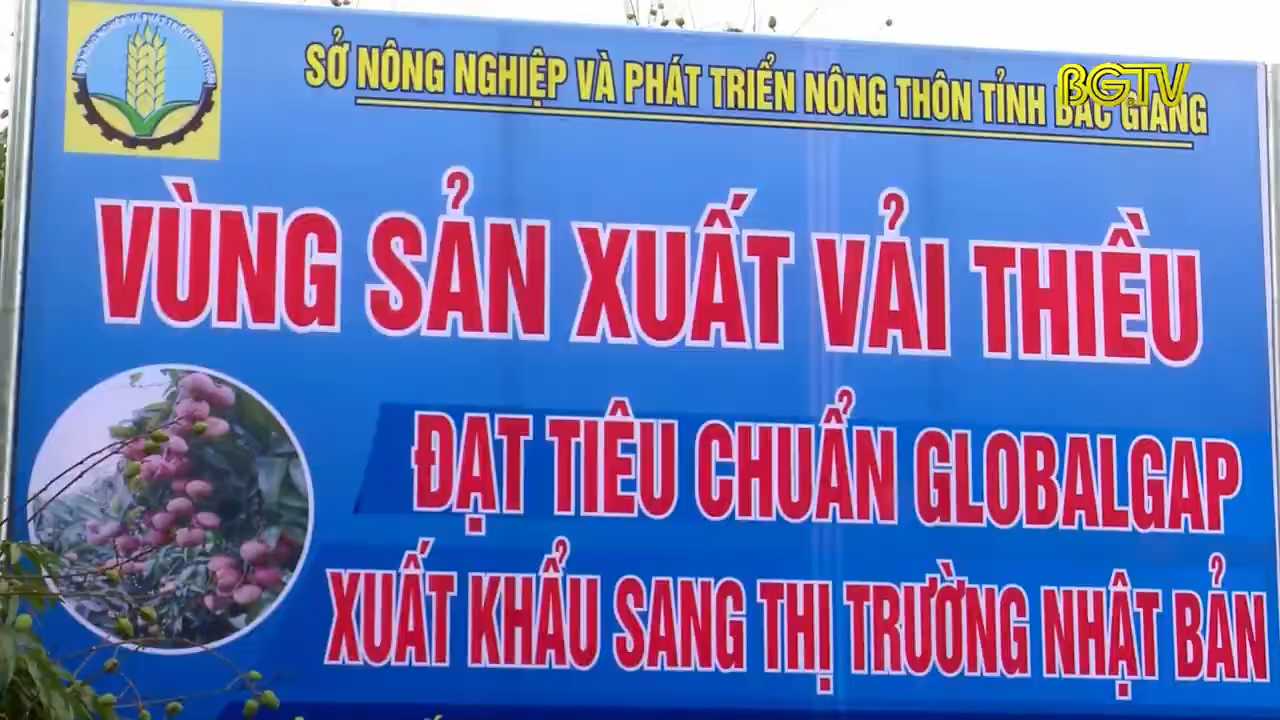 SỞ NÔNG NGHIỆP VÀ PHÁT TRIỂN NÔNG THÔN TỈNH BẮC GIANG
BGTV
VÙNG SẢN XUẤT VẢI THIỀU
ĐẠT TIÊU CHUẨN GLOBALGAP
XUẤT KHẨU SANG THỊ TRƯỜNG NHẬT BẢN